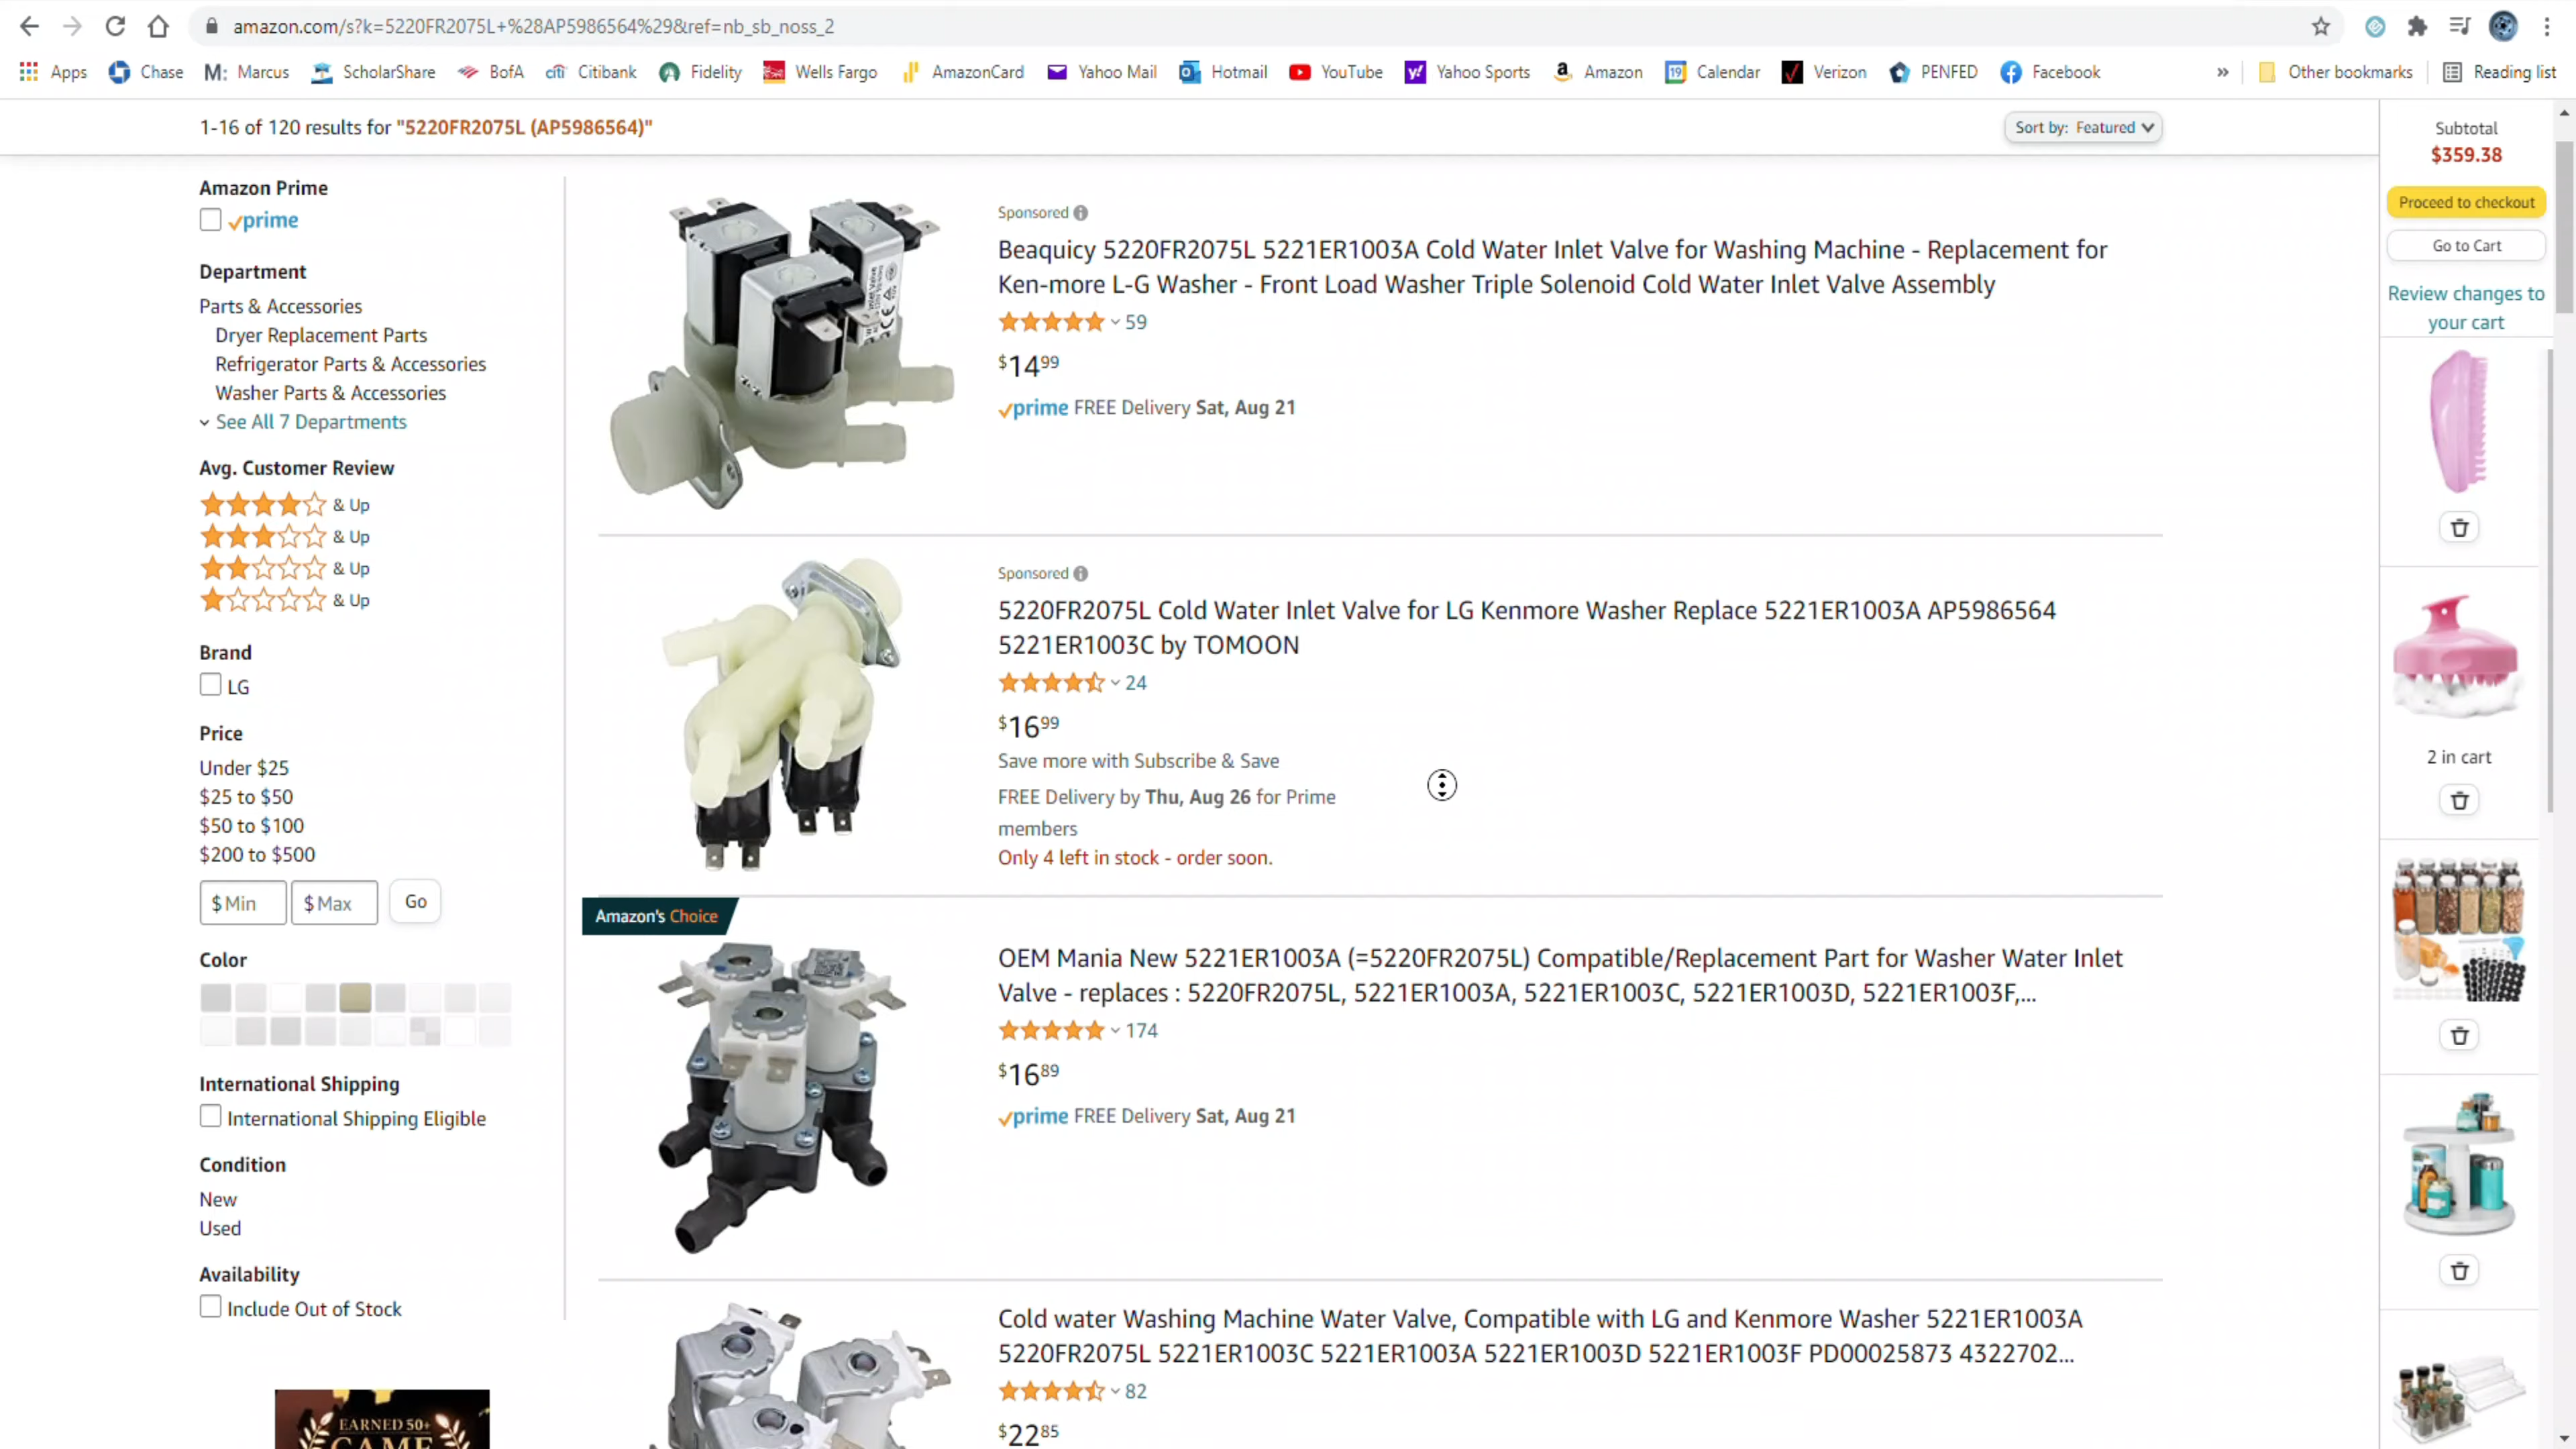 amazon.com/s?k=5220FR2075L+%28AP5986564%29&ref=nb_sb_noss_2
Apps Chase M: Marcus ScholarShare BofA citi Citibank Fidelity Wells Fargo AmazonCard Yahoo Mail Hotmail YouTube y! Yahoo Sports a Amazon 19 Calendar Verizon PENFED Facebook » Other bookmarks Reading list
1-16 of 120 results for "5220FR2075L (AP5986564)"
Sort by: Featured
Amazon Prime
prime
Department
Parts & Accessories
Dryer Replacement Parts
Refrigerator Parts & Accessories
Washer Parts & Accessories
See All 7 Departments
Avg. Customer Review
& Up
& Up
& Up
& Up
Brand
LG
Price
Under $25
$25 to $50
$50 to $100
$200 to $500
$ Min $ Max Go
Color
International Shipping
International Shipping Eligible
Condition
New
Used
Availability
Include Out of Stock
EARNED 50+
GAME
Sponsored
Beaquicy 5220FR2075L 5221ER1003A Cold Water Inlet Valve for Washing Machine - Replacement for
Ken-more L-G Washer - Front Load Washer Triple Solenoid Cold Water Inlet Valve Assembly
59
$14 99
prime FREE Delivery Sat, Aug 21
Sponsored
5220FR2075L Cold Water Inlet Valve for LG Kenmore Washer Replace 5221ER1003A AP5986564
5221ER1003C by TOMOON
24
$16 99
Save more with Subscribe & Save
FREE Delivery by Thu, Aug 26 for Prime
members
Only 4 left in stock - order soon.
Amazon's Choice
OEM Mania New 5221ER1003A (=5220FR2075L) Compatible/Replacement Part for Washer Water Inlet
Valve - replaces : 5220FR2075L, 5221ER1003A, 5221ER1003C, 5221ER1003D, 5221ER1003F,...
174
$16 89
prime FREE Delivery Sat, Aug 21
Cold water Washing Machine Water Valve, Compatible with LG and Kenmore Washer 5221ER1003A
5220FR2075L 5221ER1003C 5221ER1003A 5221ER1003D 5221ER1003F PD00025873 4322702...
82
$22 85
Subtotal
$359.38
Proceed to checkout
Go to Cart
Review changes to
your cart
2 in cart